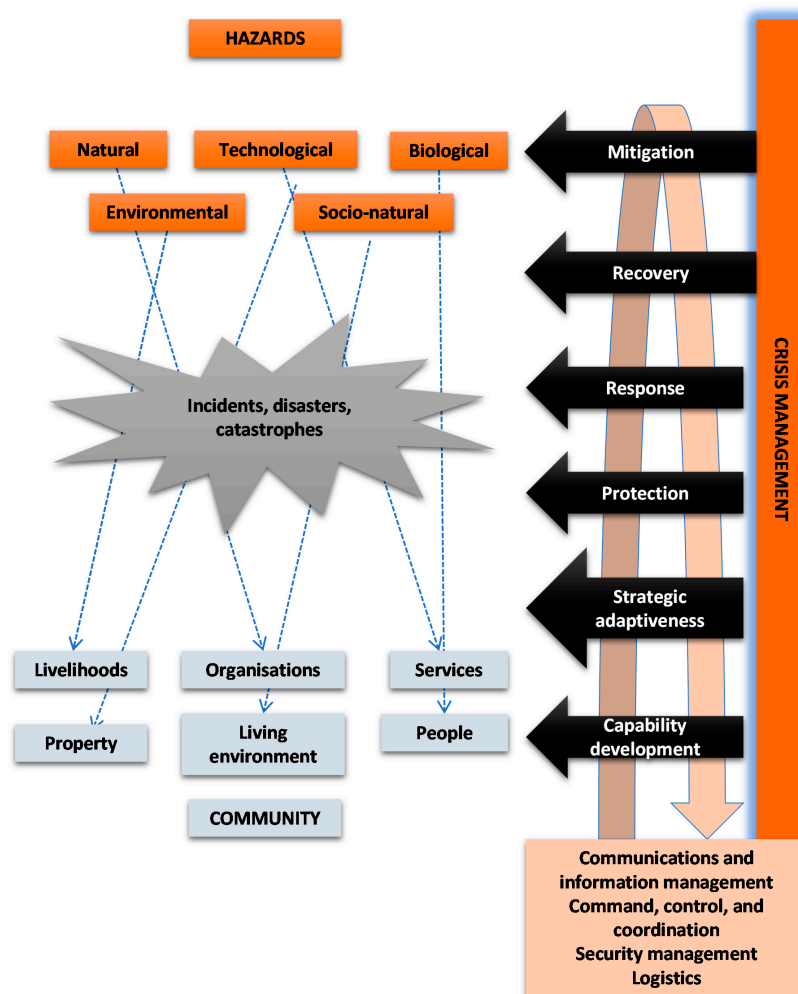 HAZARDS
Natural
Technological
Biological
Environmental
Socio-natural
Incidents, disasters,
catastrophes
Livelihoods
Organisations
Services
Property
Living
environment
People
COMMUNITY
Mitigation
Recovery
Response
Protection
Strategic
adaptiveness
Capability
development
CRISIS MANAGEMENT
Communications and
information management
Command, control, and
coordination
Security management
Logistics